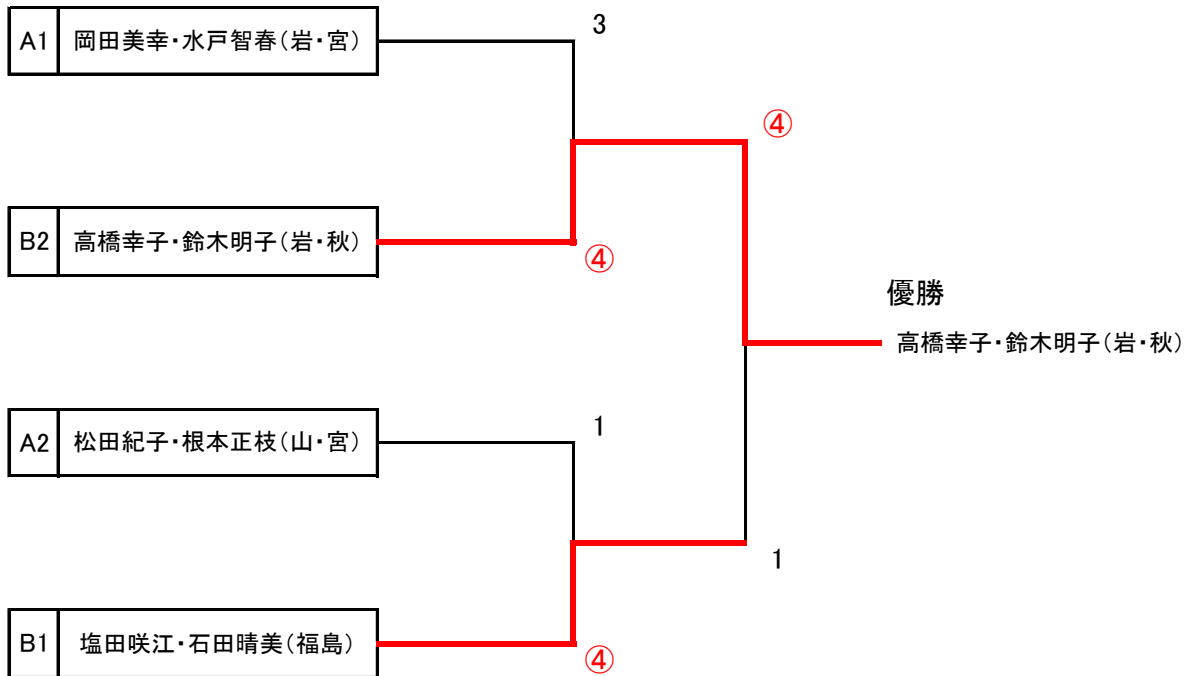 A1 岡田美幸・水戸智春(岩・宮)
3
④
B2 高橋幸子・鈴木明子(岩・秋)
④
優勝
高橋幸子・鈴木明子(岩・秋)
A2 松田紀子・根本正枝(山・宮)
1
1
B1 塩田咲江・石田晴美(福島)
④